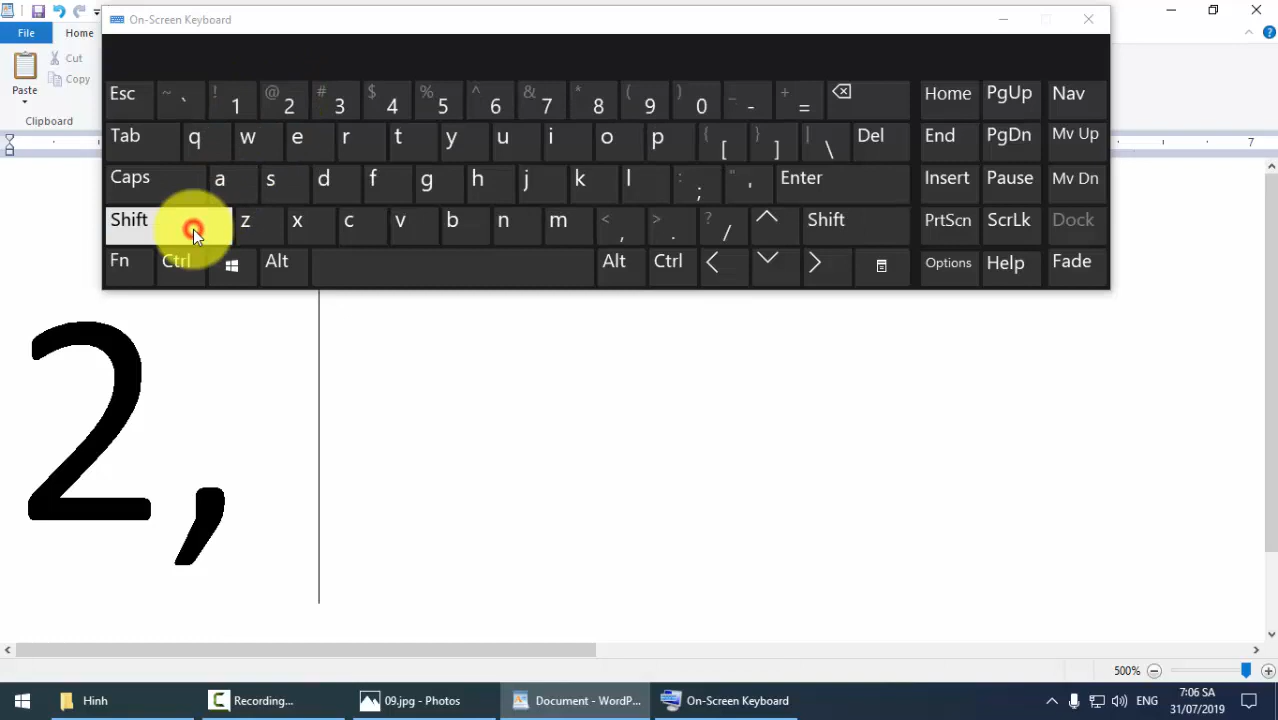 On-Screen Keyboard
File Home
Cut
Copy
Paste
Clipboard
Esc ~ ` ! 1 @ 2 # 3 $ 4 % 5 ^ 6 & 7 * 8 ( 9 ) 0 _ - + = Home PgUp Nav
Tab q w e r t y u i o p { [ } ] | \ Del End PgDn Mv Up
Caps a s d f g h j k l : ; " ' Enter Insert Pause Mv Dn
Shift z x c v b n m < , > . ? / Shift PrtScn ScrLk Dock
Fn Ctrl Alt Alt Ctrl Options Help Fade
7
2,
500%
Hinh Recording... 09.jpg - Photos Document - WordP... On-Screen Keyboard ENG 7:06 SA
31/07/2019